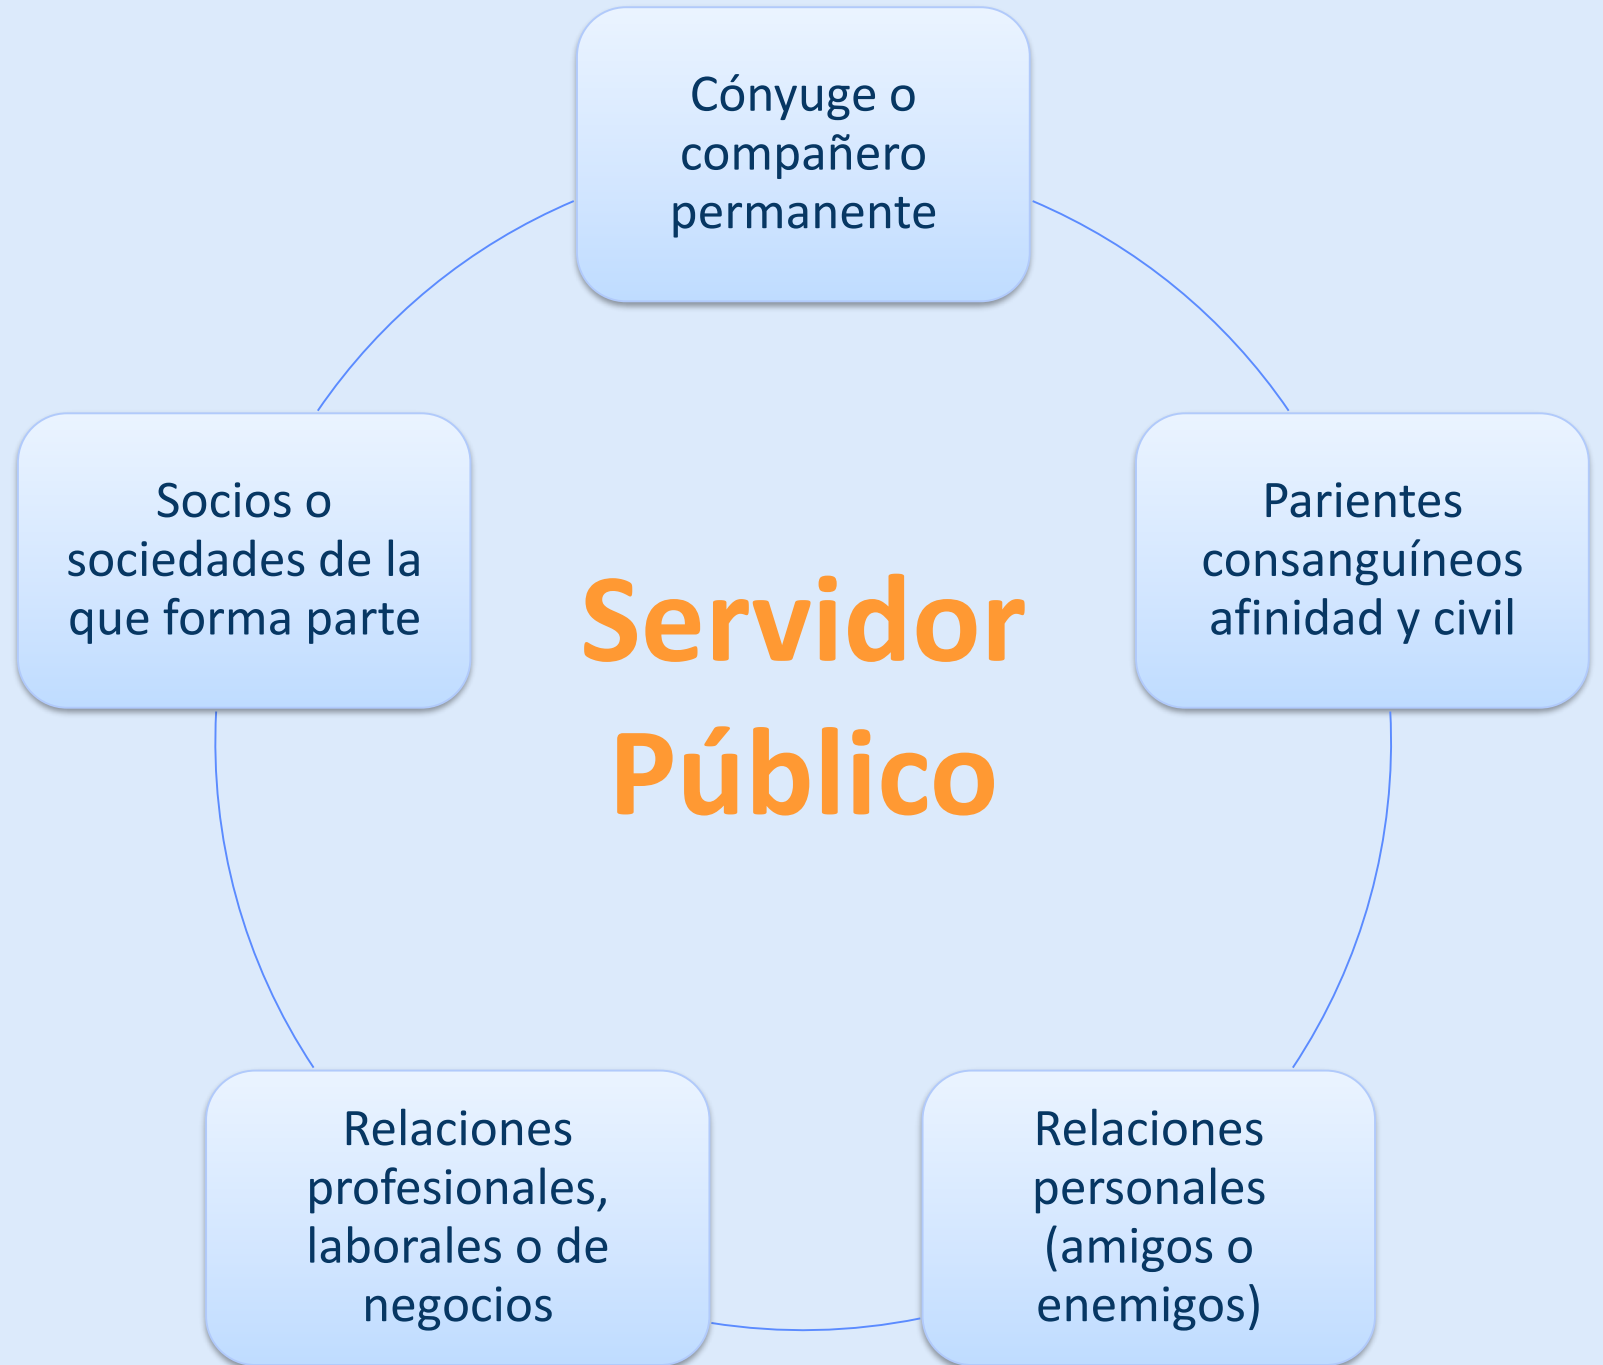 Cónyuge o
compañero
permanente
Socios o
sociedades de la
que forma parte
Parientes
consanguíneos
afinidad y civil
Servidor
Público
Relaciones
profesionales,
laborales o de
negocios
Relaciones
personales
(amigos o
enemigos)